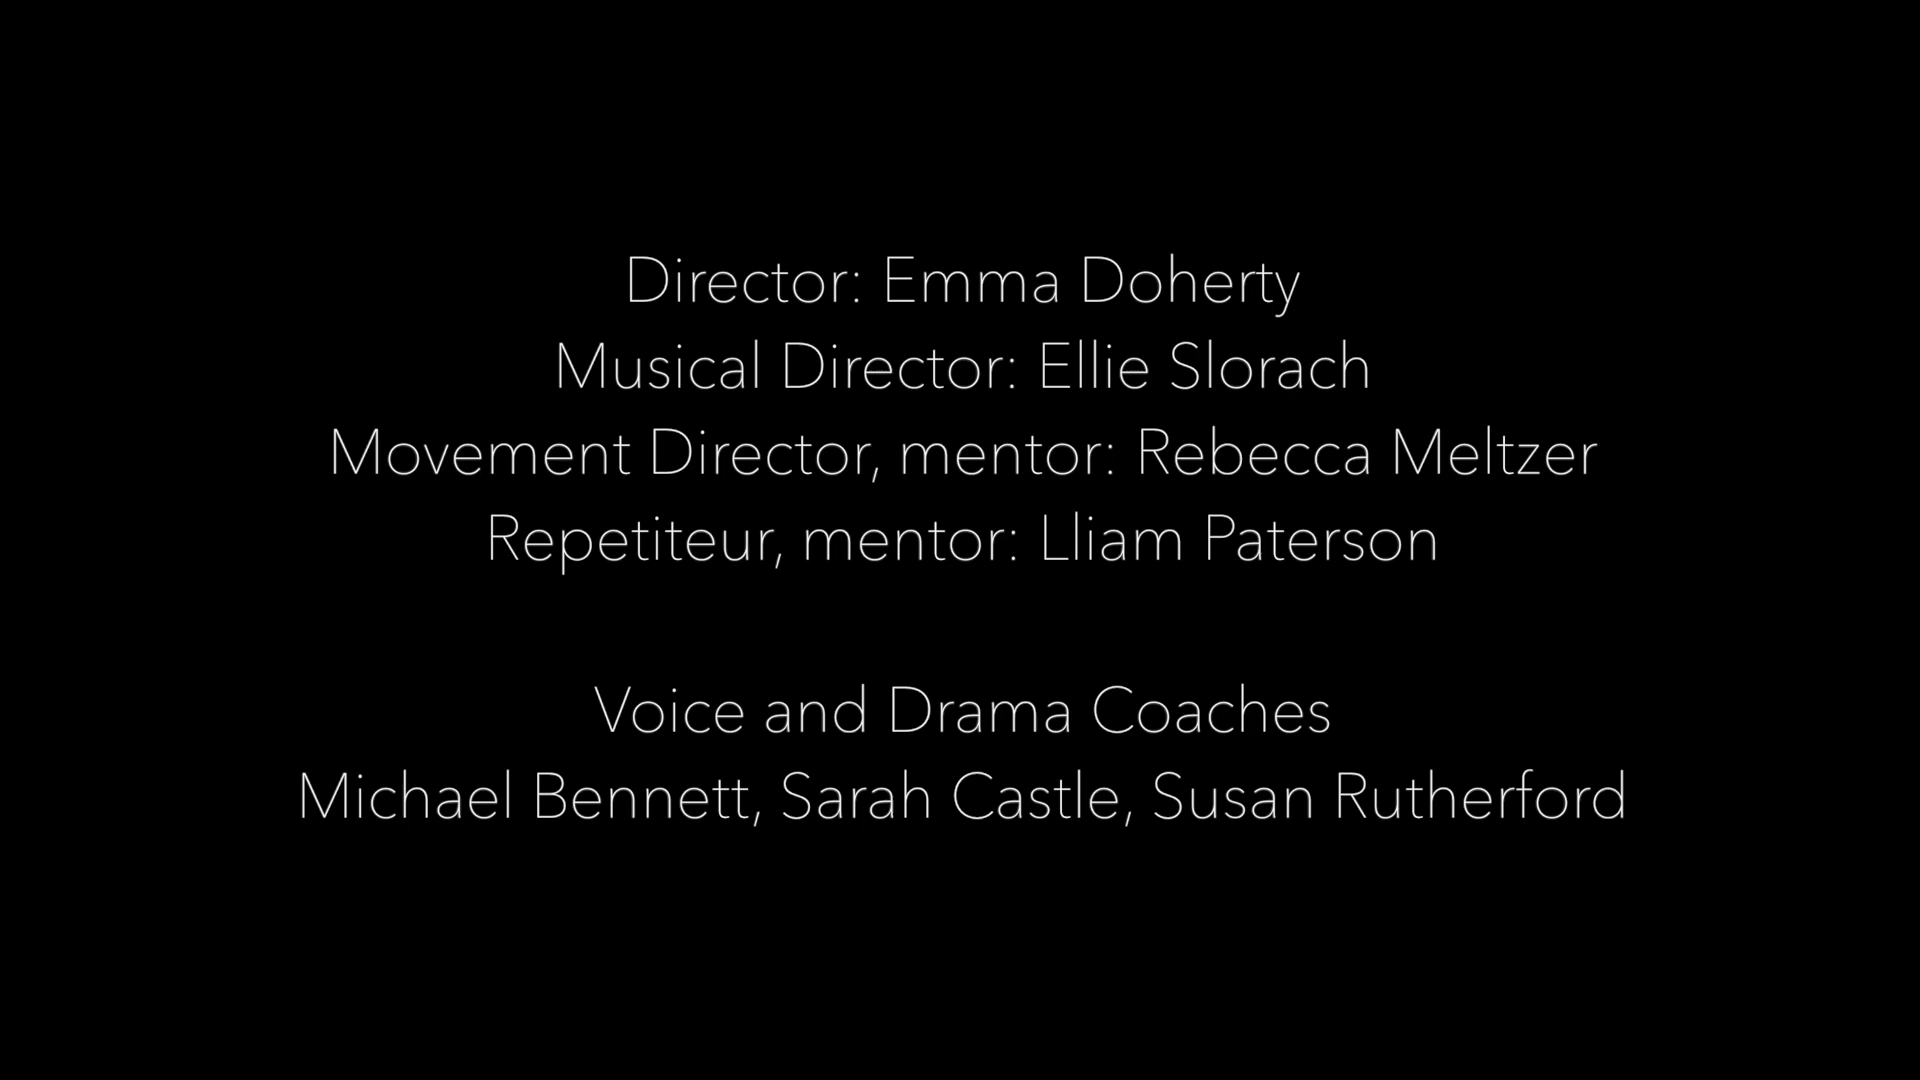 Director: Emma Doherty
Musical Director: Ellie Slorach
Movement Director, mentor: Rebecca Meltzer
Repetiteur, mentor: Lliam Paterson
Voice and Drama Coaches
Michael Bennett, Sarah Castle, Susan Rutherford